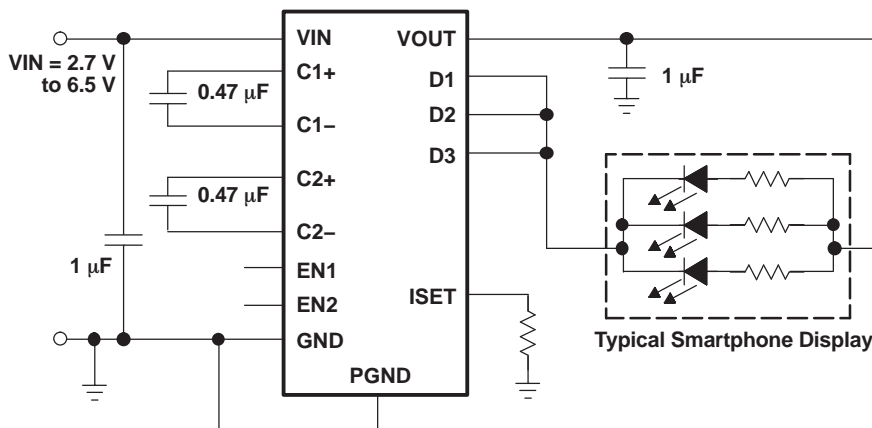 VIN
VOUT
VIN = 2.7 V
to 6.5 V
C1+
0.47 μF
C1−
C2+
0.47 μF
C2−
1 μF
EN1
EN2
GND
PGND
D1
D2
D3
ISET
1 μF
Typical Smartphone Display